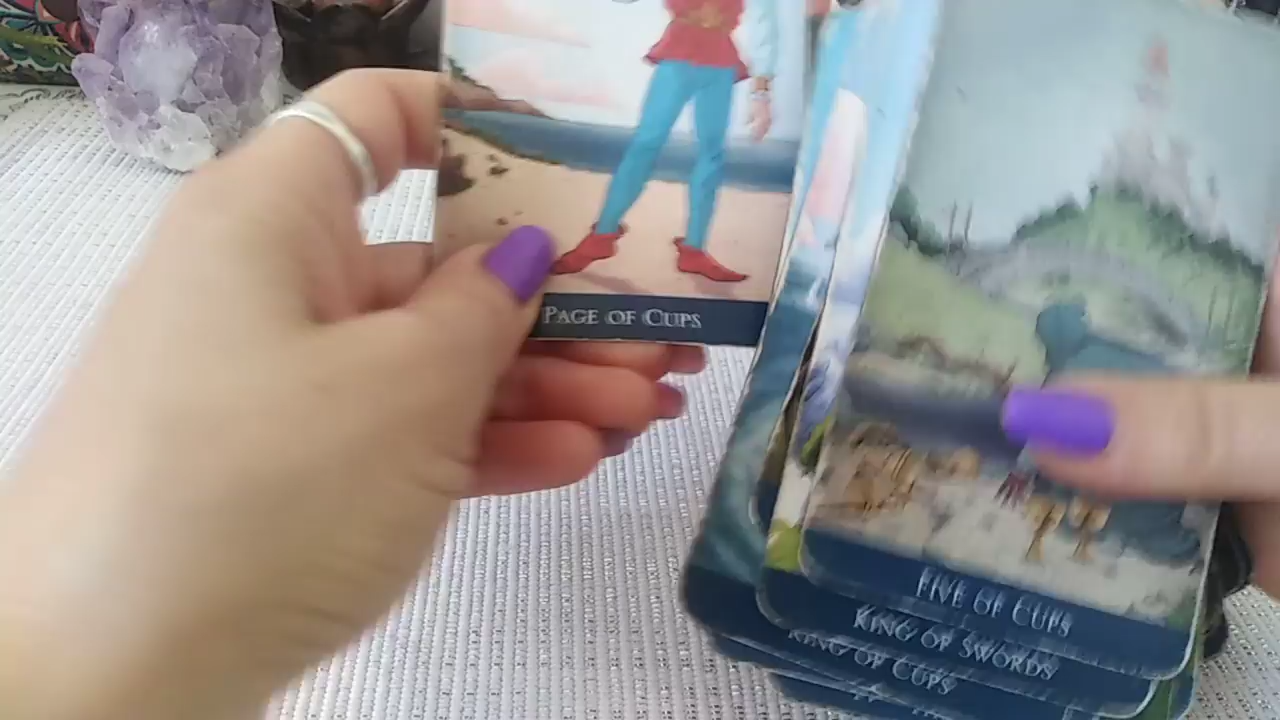 PAGE OF CUPS
FIVE OF CUPS
KING OF SWORDS
KING OF CUPS